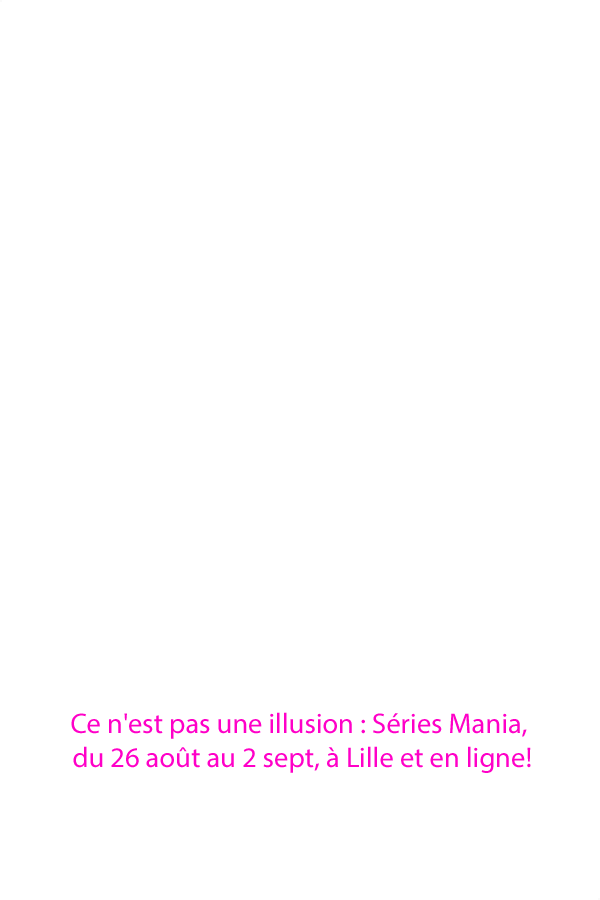 Ce n'est pas une illusion : Séries Mania,
du 26 août au 2 sept, à Lille et en ligne!